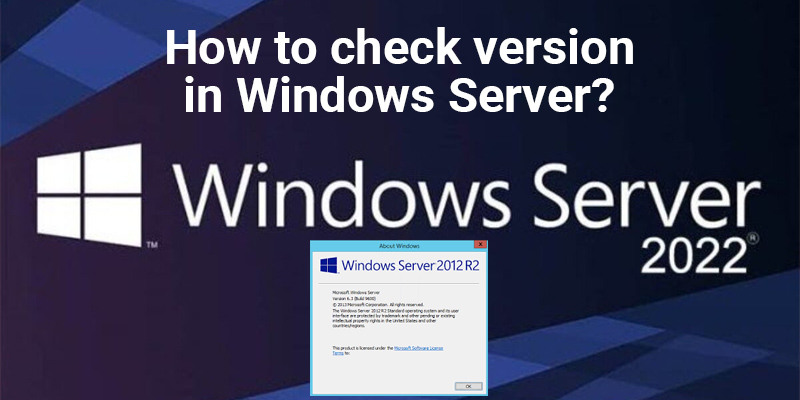 How to check version
in Windows Server?
Windows Server
TM
2022®
About Windows
x
Windows Server 2012 R2
Microsoft Windows Server
Version 6.3 (Build 9600)
© 2013 Microsoft Corporation. All rights reserved.
The Windows Server 2012 R2 Standard operating system and its user
interface are protected by trademark and other pending or existing
intellectual property rights in the United States and other
countries/regions.
This product is licensed under the Microsoft Software License
Terms to:
OK